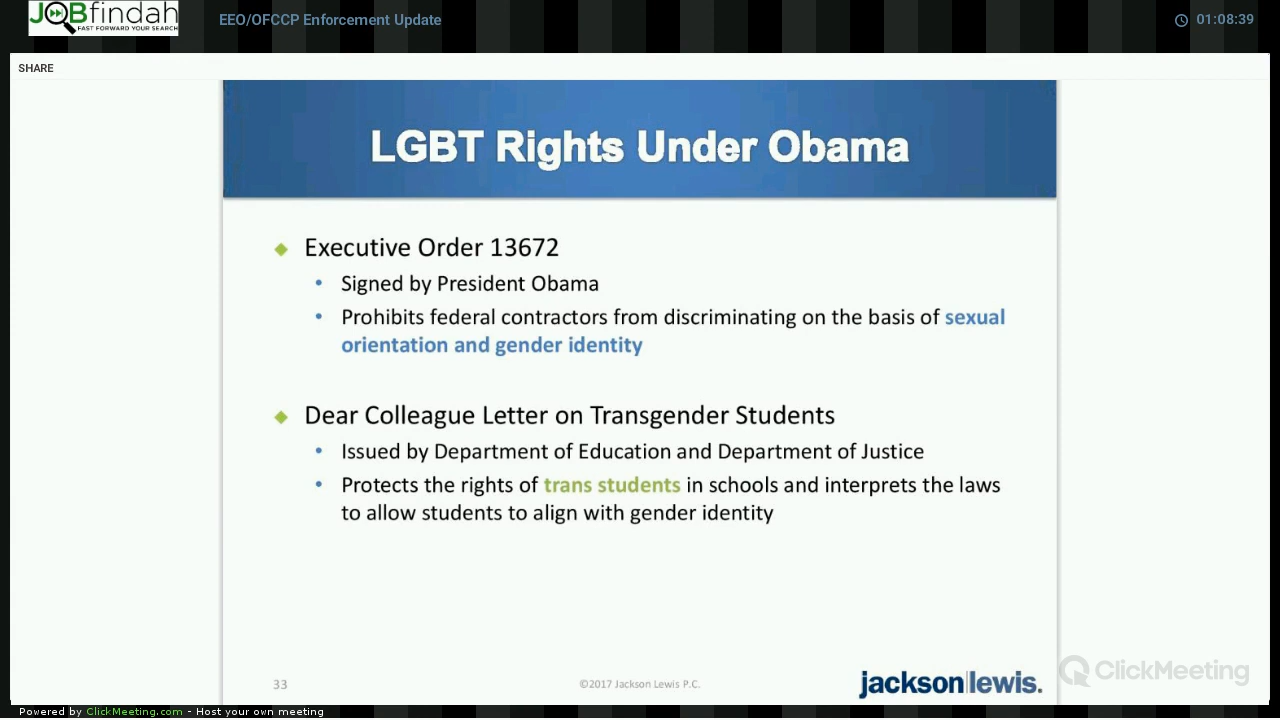 JOBfindah
FAST FORWARD YOUR SEARCH
EEO/OFCCP Enforcement Update
01:08:39
SHARE
LGBT Rights Under Obama
Executive Order 13672
Signed by President Obama
Prohibits federal contractors from discriminating on the basis of sexual
orientation and gender identity
Dear Colleague Letter on Transgender Students
Issued by Department of Education and Department of Justice
Protects the rights of trans students in schools and interprets the laws
to allow students to align with gender identity
33
©2017 Jackson Lewis P.C.
jackson lewis.
ClickMeeting
Powered by ClickMeeting.com - Host your own meeting